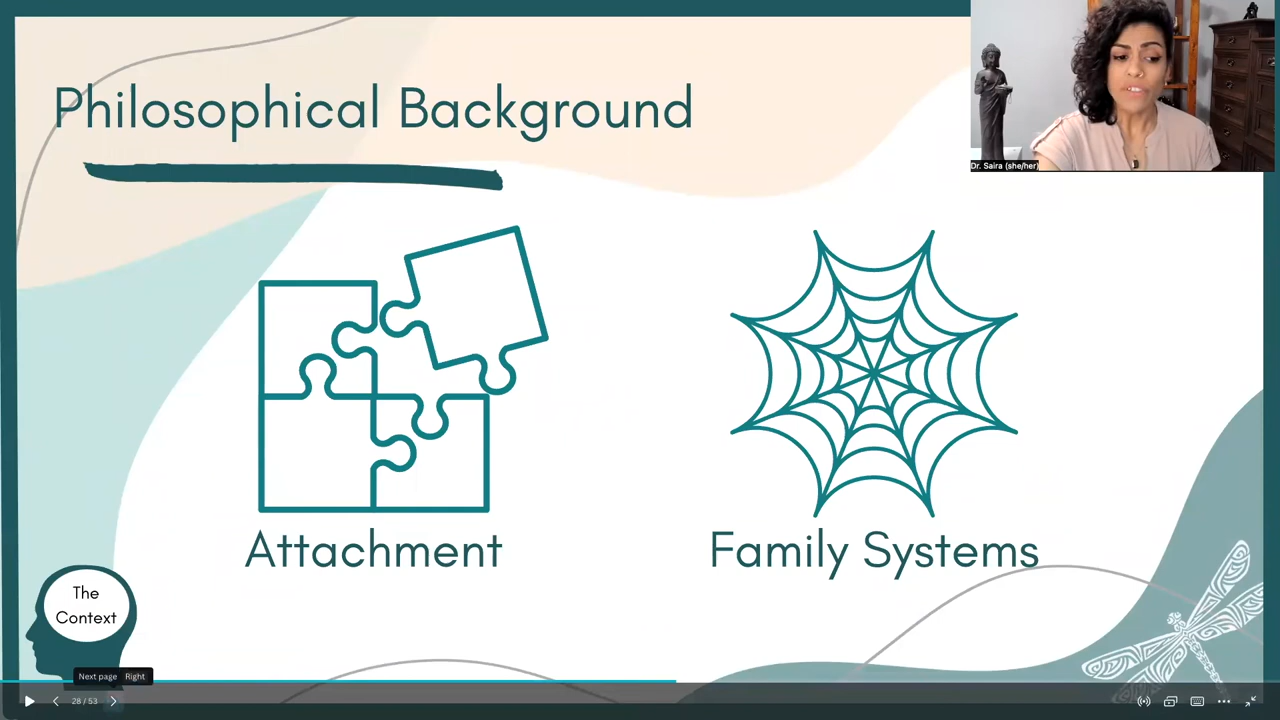 Philosophical Background
Dr. Saira (she/her)
Attachment
Family Systems
The
Context
Next page Right
28 / 53